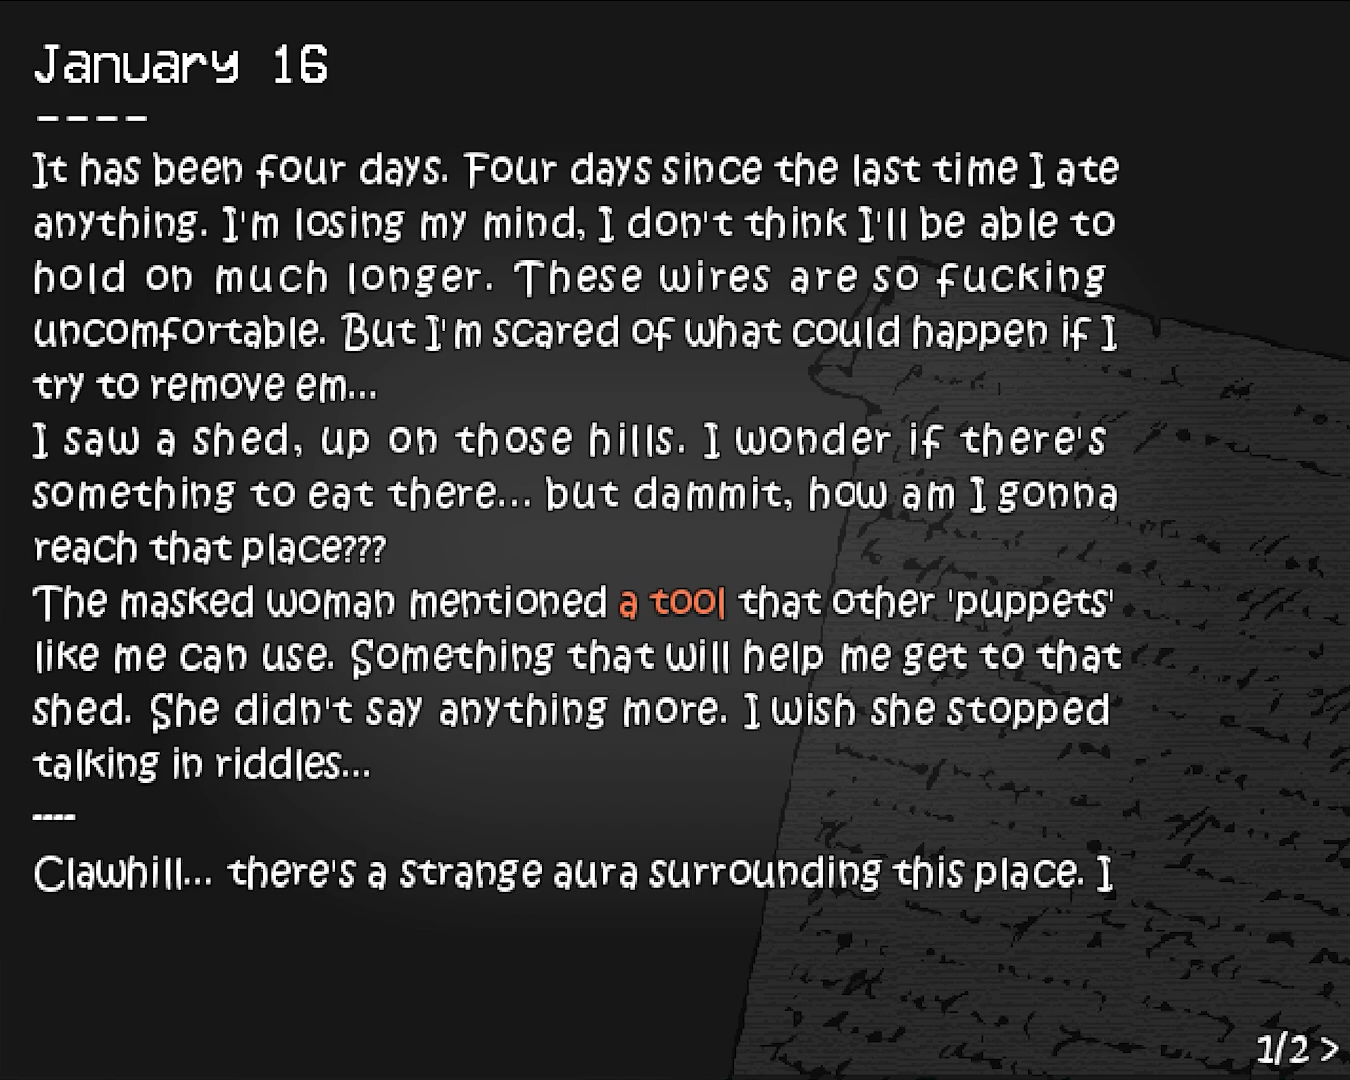 January 16
----
It has been four days. Four days since the last time I ate
anything. I'm losing my mind, I don't think I'll be able to
hold on much longer. These wires are so fucking
uncomfortable. But I'm scared of what could happen if I
try to remove em...
I saw a shed, up on those hills. I wonder if there's
something to eat there... but dammit, how am I gonna
reach that place???
The masked woman mentioned a tool that other 'puppets'
like me can use. Something that will help me get to that
shed. She didn't say anything more. I wish she stopped
talking in riddles...
----
Clawhill... there's a strange aura surrounding this place. I
1/2 >